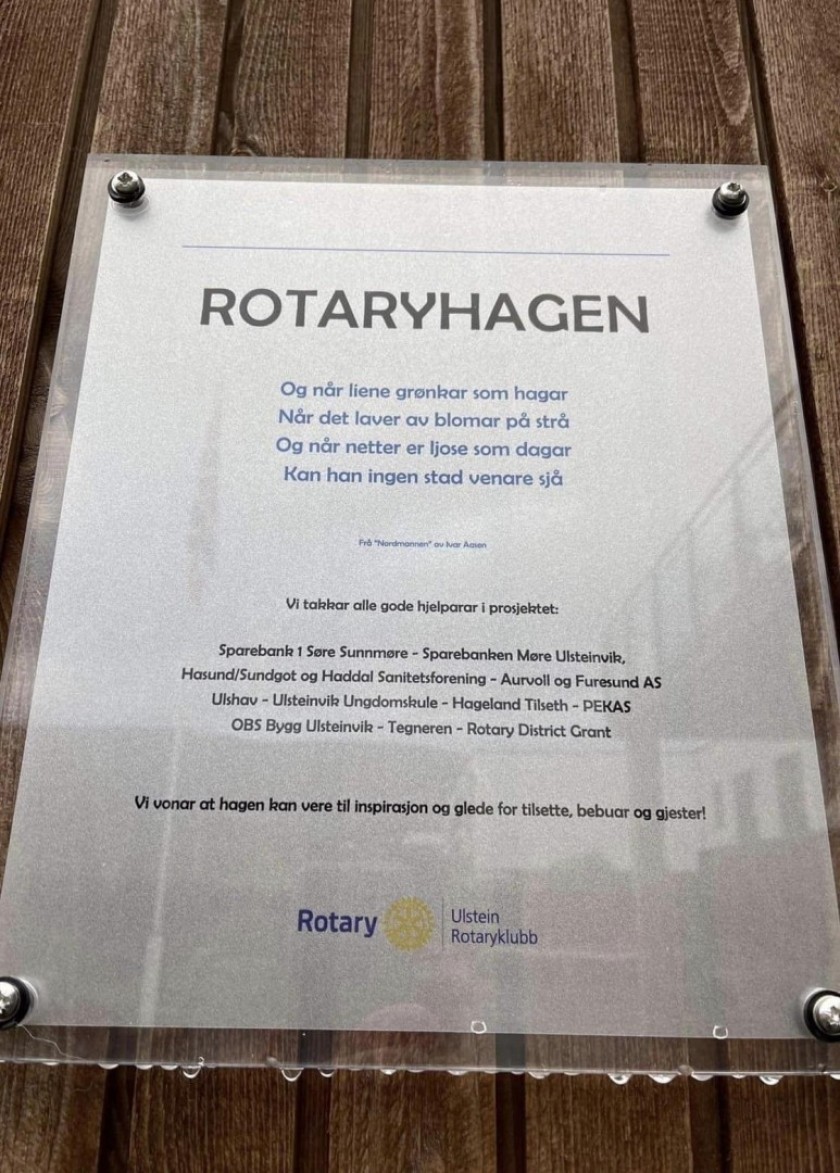 ROTARYHAGEN
Og når liene grønkar som hagar
Når det laver av blomar på strå
Og når netter er ljose som dagar
Kan han ingen stad venare sjå
Frå "Nordmannen" av Ivar Aasen
Vi takkar alle gode hjelparar i prosjektet:
Sparebank 1 Søre Sunnmøre - Sparebanken Møre Ulsteinvik,
Hasund/Sundgot og Haddal Sanitetsforening - Aurvoll og Furesund AS
Ulshav - Ulsteinvik Ungdomskule - Hageland Tilseth - PEKAS
OBS Bygg Ulsteinvik - Tegneren - Rotary District Grant
Vi vonar at hagen kan vere til inspirasjon og glede for tilsette, bebuar og gjester!
Rotary
Ulstein
Rotaryklubb